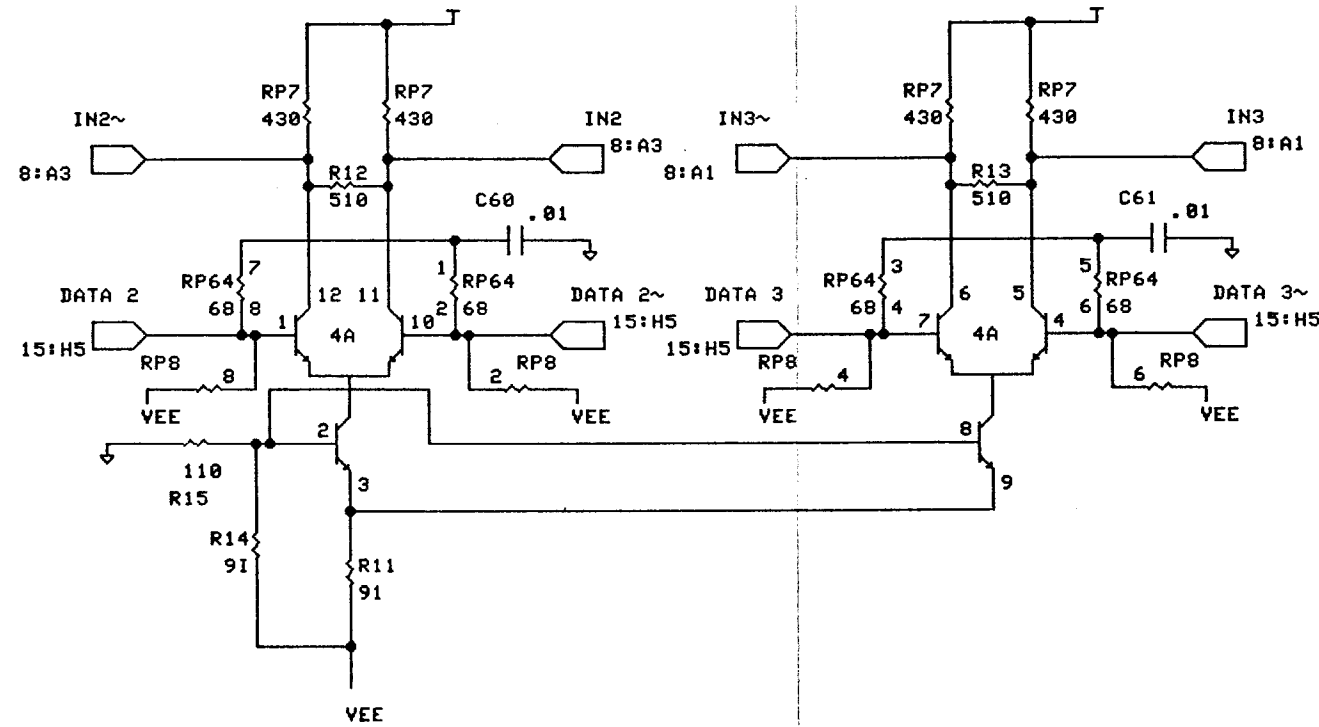 RP7
430
RP7
430
IN2~
8:A3
IN2
8:A3
R12
510
C60
.01
7
RP64
68
8
1
RP64
2
68
DATA 2
15:H5
DATA 2~
15:H5
12
11
1
4A
10
RP8
8
VEE
RP8
2
VEE
2
3
110
R15
R14
9I
R11
91
VEE
RP7
430
RP7
430
IN3~
8:A1
IN3
8:A1
R13
510
C61
.01
3
RP64
68
4
5
RP64
6
68
DATA 3
15:H5
DATA 3~
15:H5
6
5
7
4A
4
RP8
4
VEE
RP8
6
VEE
8
9